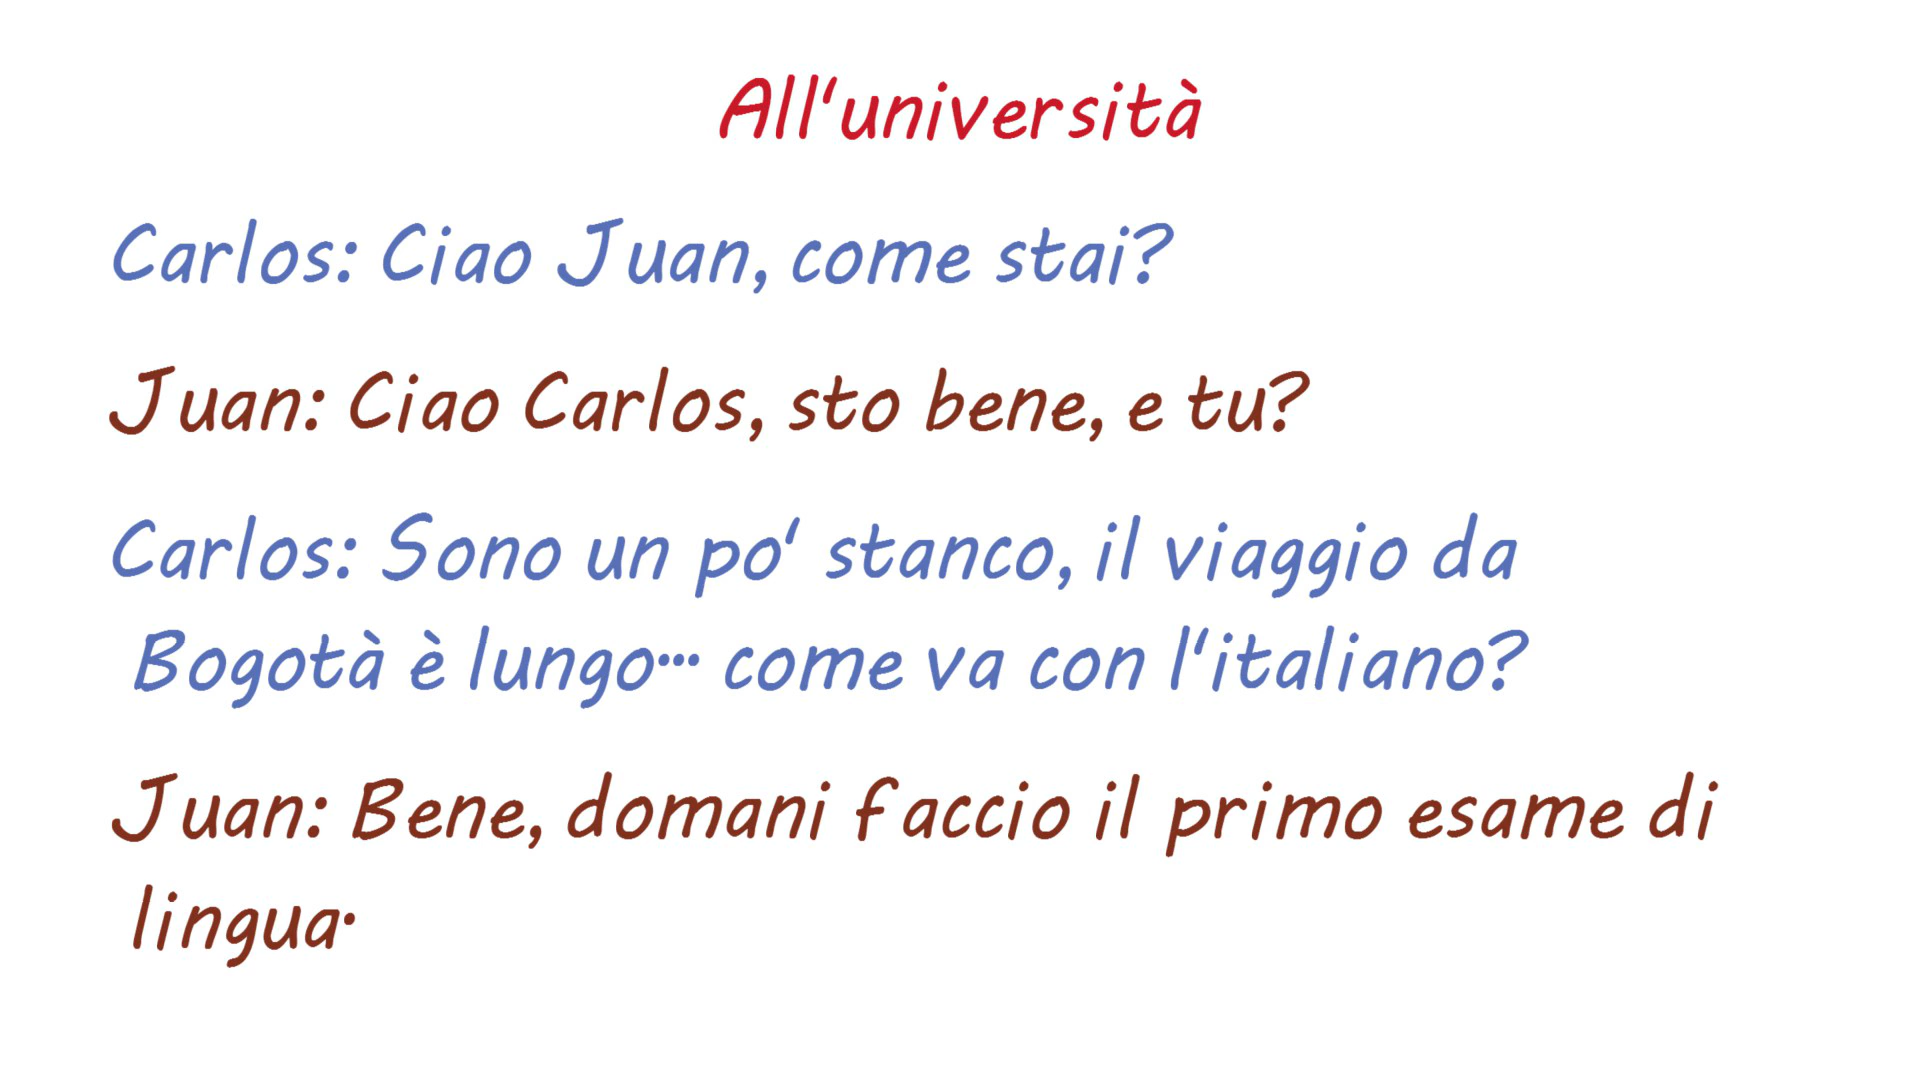 All'università
Carlos: Ciao Juan, come stai?
Juan: Ciao Carlos, sto bene, e tu?
Carlos: Sono un po' stanco, il viaggio da
Bogotà è lungo… come va con l'italiano?
Juan: Bene, domani faccio il primo esame di
lingua.